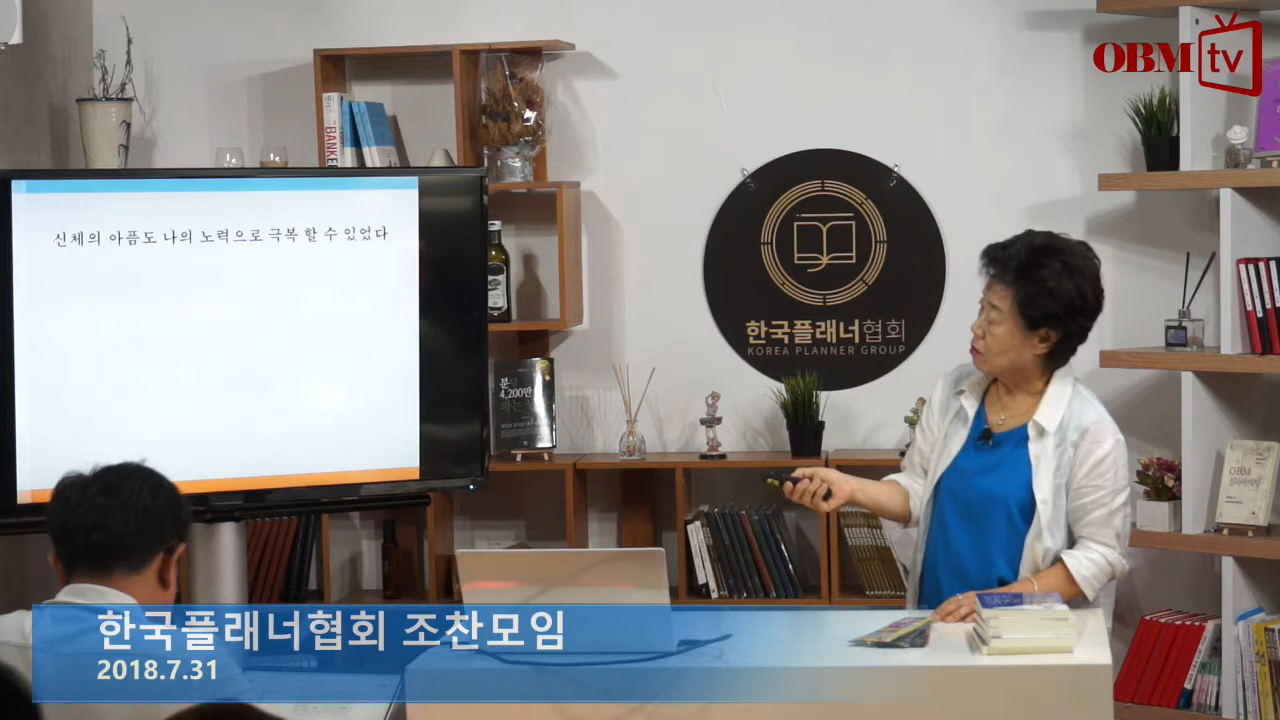 OBM tv
BANKER
신체의 아픔도 나의 노력으로 극복 할 수 있었다
한국플래너협회
KOREA PLANNER GROUP
4,200만
OBM
한국플래너협회 조찬모임
2018.7.31